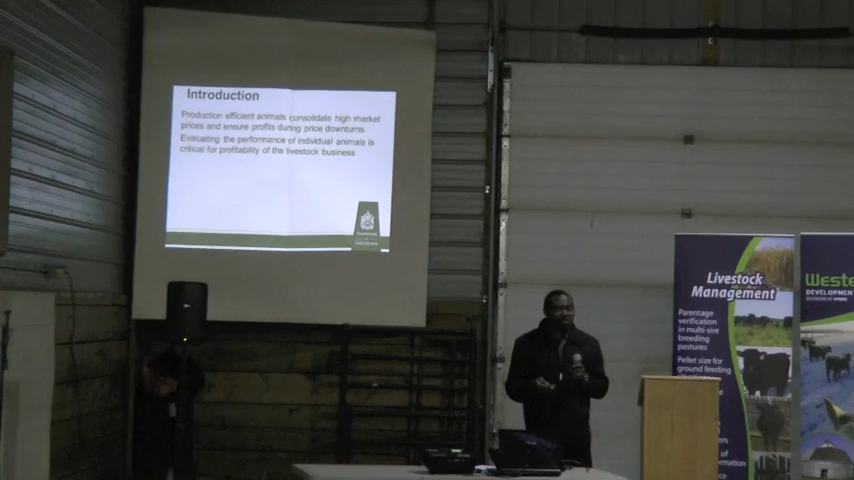 Introduction
Production efficient animals consolidate high market
prices and ensure profits during price downturns
Evaluating the performance of individual animals is
critical for profitability of the livestock business
Livestock
Management
Parentage
verification
in multi-sire
breeding
pastures
Pellet size for
ground feeding
of
Weste
DEVELOPMENT